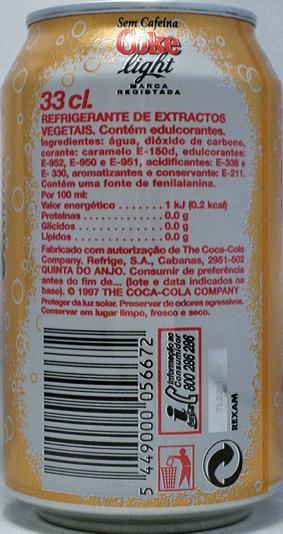 Sem Cafeína
Coke
light
MARCA
REGISTADA
33 cl.
REFRIGERANTE DE EXTRACTOS
VEGETAIS. Contém edulcorantes.
Ingredientes: água, dióxido de carbono,
corante: caramelo E-150d, edulcorantes:
E-952, E-950 e E-951, acidificantes: E-338 e
E- 330, aromatizantes e conservante: E-211.
Contém uma fonte de fenilalanina.
Por 100 ml:
Valor energético . . . . . . . . 1 kJ (0.2 kcal)
Proteínas . . . . . . . . . . . . . . 0.0 g
Glícidos . . . . . . . . . . . . . . . 0.0 g
Lípidos . . . . . . . . . . . . . . . . 0.0 g
Fabricado com autorização de The Coca-Cola
Company. Refrige, S.A., Cabanas, 2951-502
QUINTA DO ANJO. Consumir de preferência
antes do fim de... (lote e data indicados na
base). © 1997 THE COCA-COLA COMPANY
Proteger da luz solar. Preservar de odores agressivos.
Conservar em lugar limpo, fresco e seco.
5 449000 056672
Informação ao
Consumidor
800 286 286
REXAM